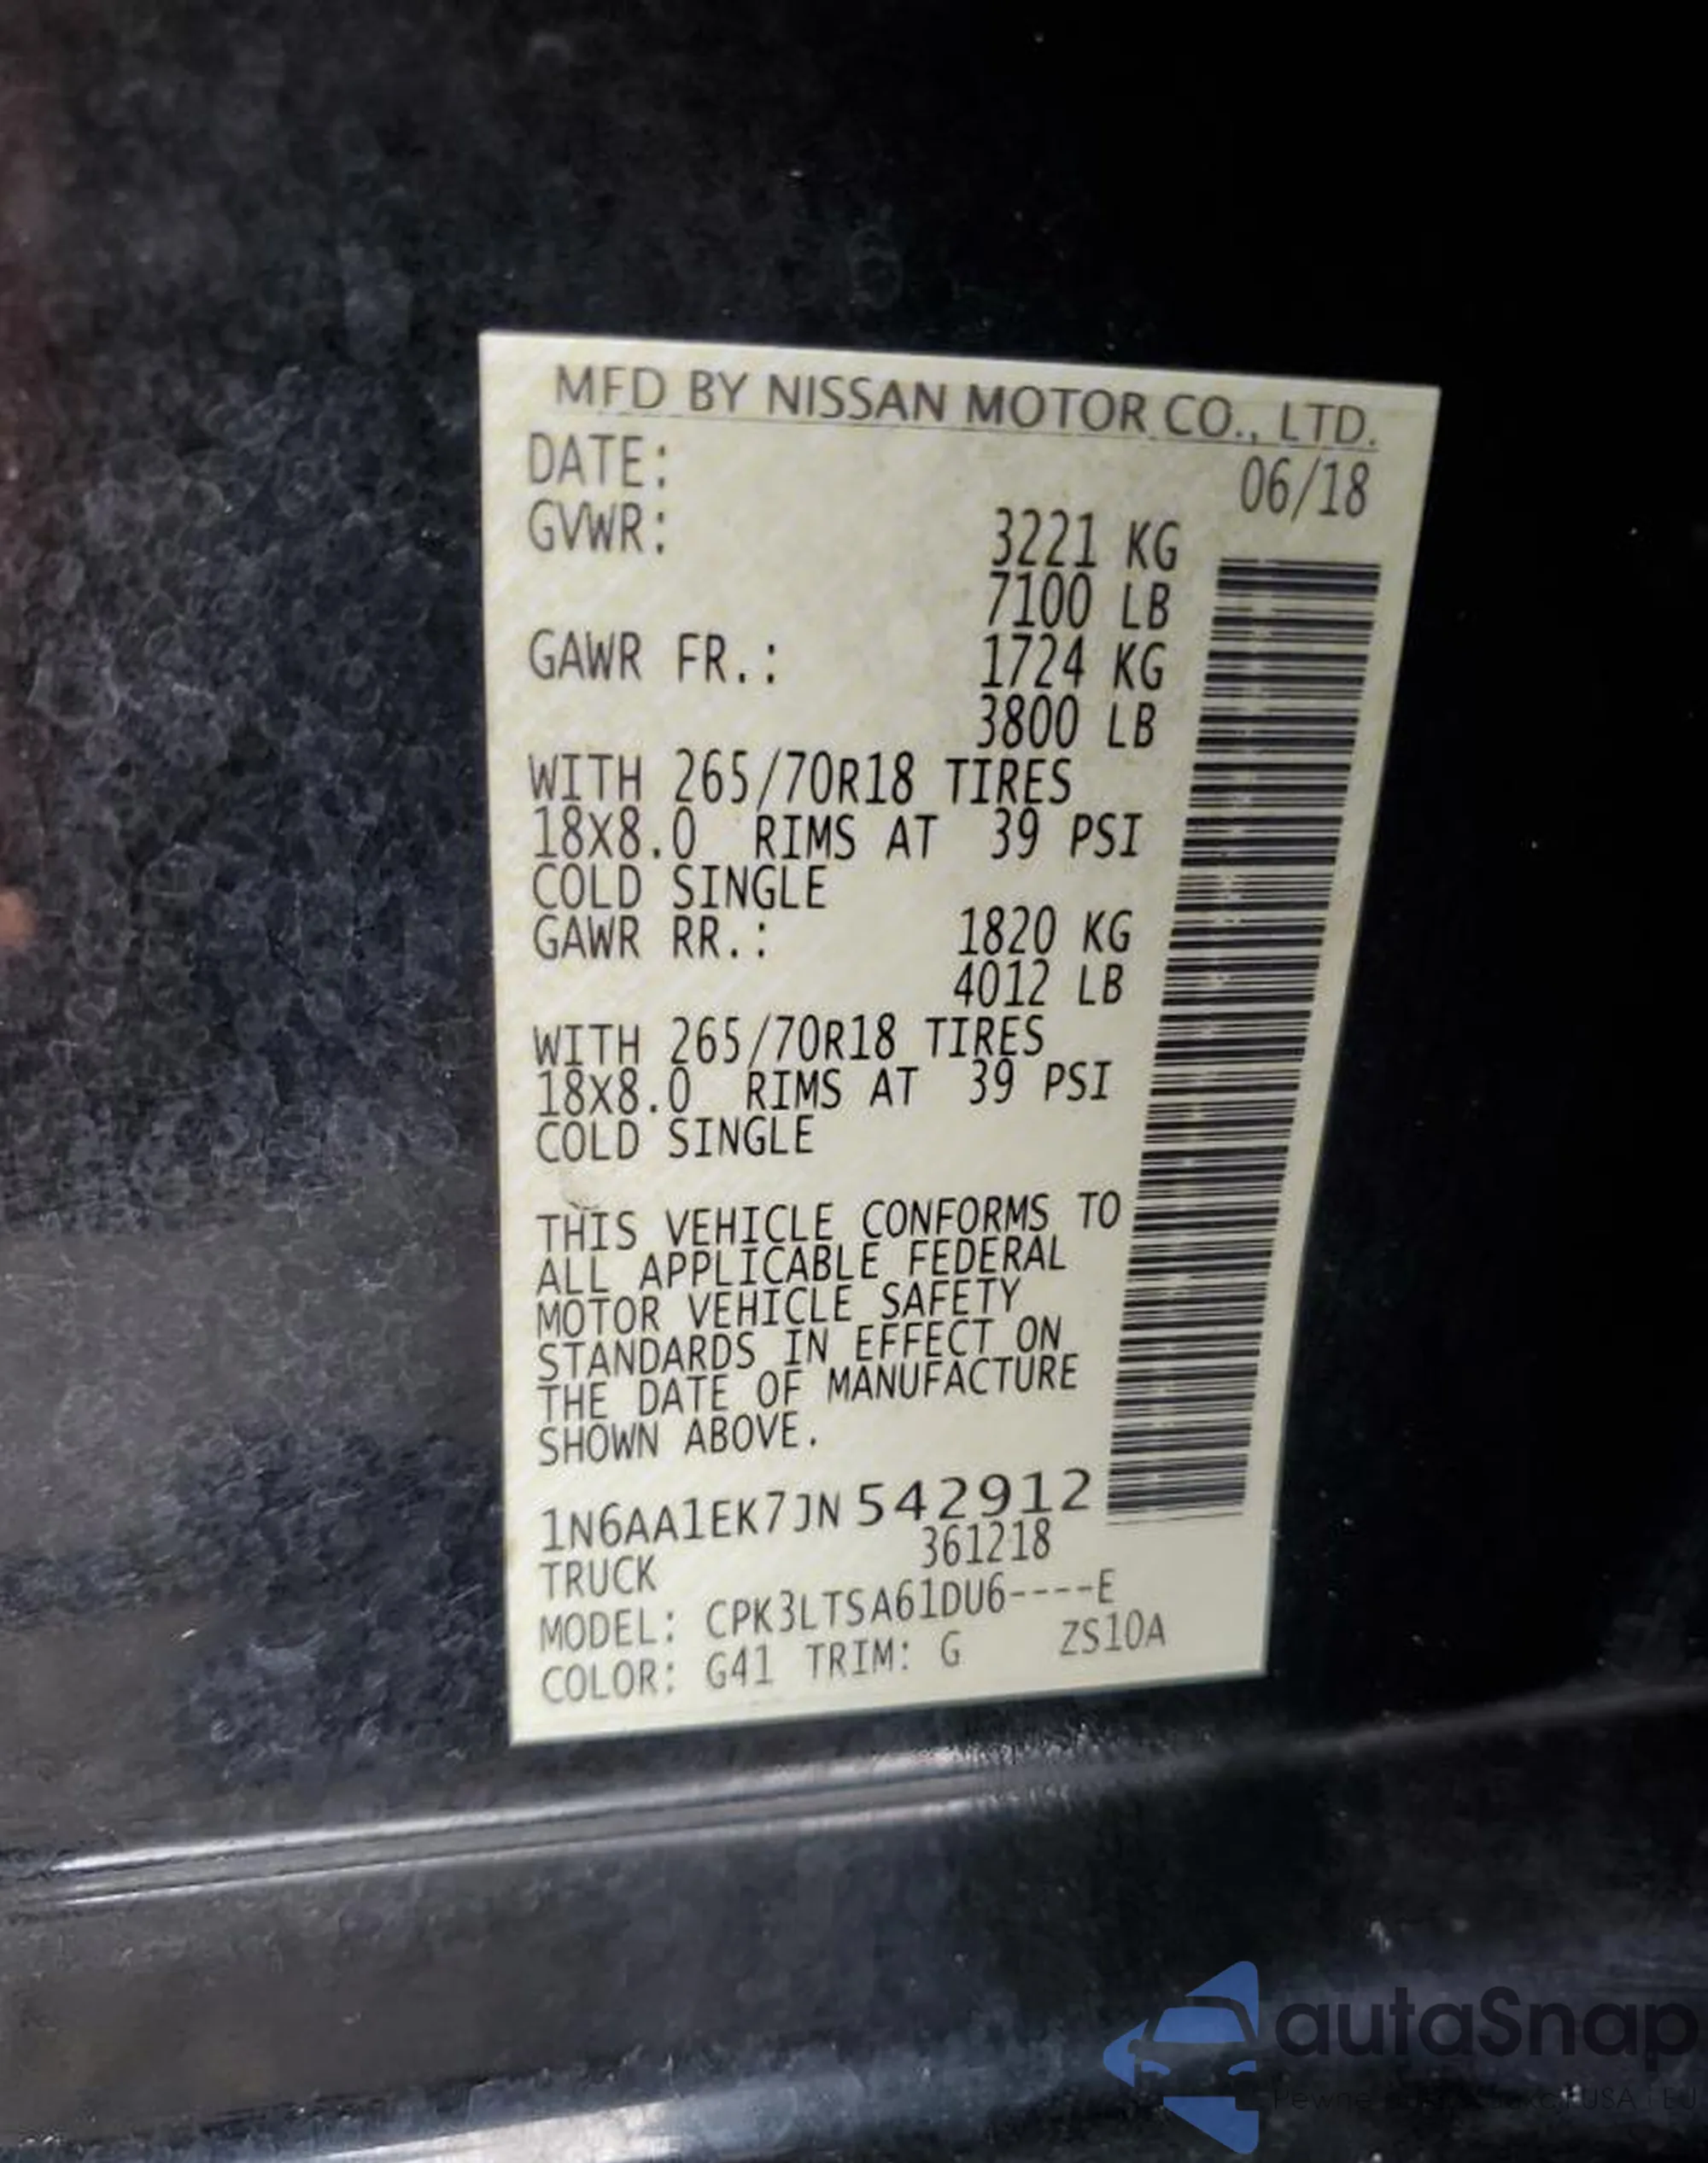 MFD BY NISSAN MOTOR CO., LTD.
DATE: 06/18
GVWR: 3221 KG
7100 LB
GAWR FR.: 1724 KG
3800 LB
WITH 265/70R18 TIRES
18X8.0 RIMS AT 39 PSI
COLD SINGLE
GAWR RR.: 1820 KG
4012 LB
WITH 265/70R18 TIRES
18X8.0 RIMS AT 39 PSI
COLD SINGLE
THIS VEHICLE CONFORMS TO
ALL APPLICABLE FEDERAL
MOTOR VEHICLE SAFETY
STANDARDS IN EFFECT ON
THE DATE OF MANUFACTURE
SHOWN ABOVE.
1N6AA1EK7JN542912
TRUCK 361218
MODEL: CPK3LTSA61DU6----E
COLOR: G41 TRIM: G ZS10A
autaSnap
Pewne USA EU